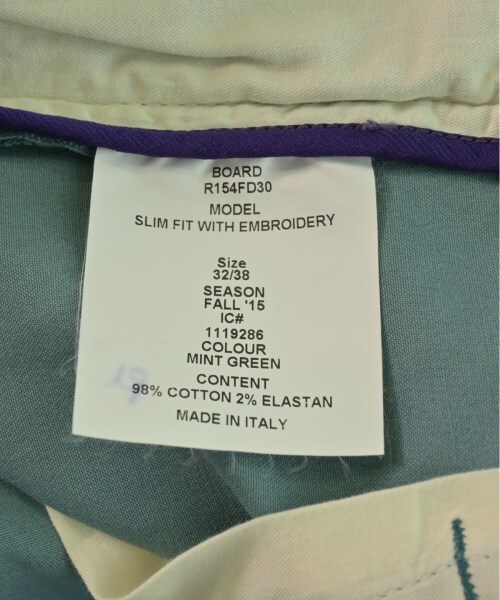 BOARD
R154FD30
MODEL
SLIM FIT WITH EMBROIDERY
Size
32/38
SEASON
FALL '15
IC#
1119286
COLOUR
MINT GREEN
CONTENT
98% COTTON 2% ELASTAN
MADE IN ITALY